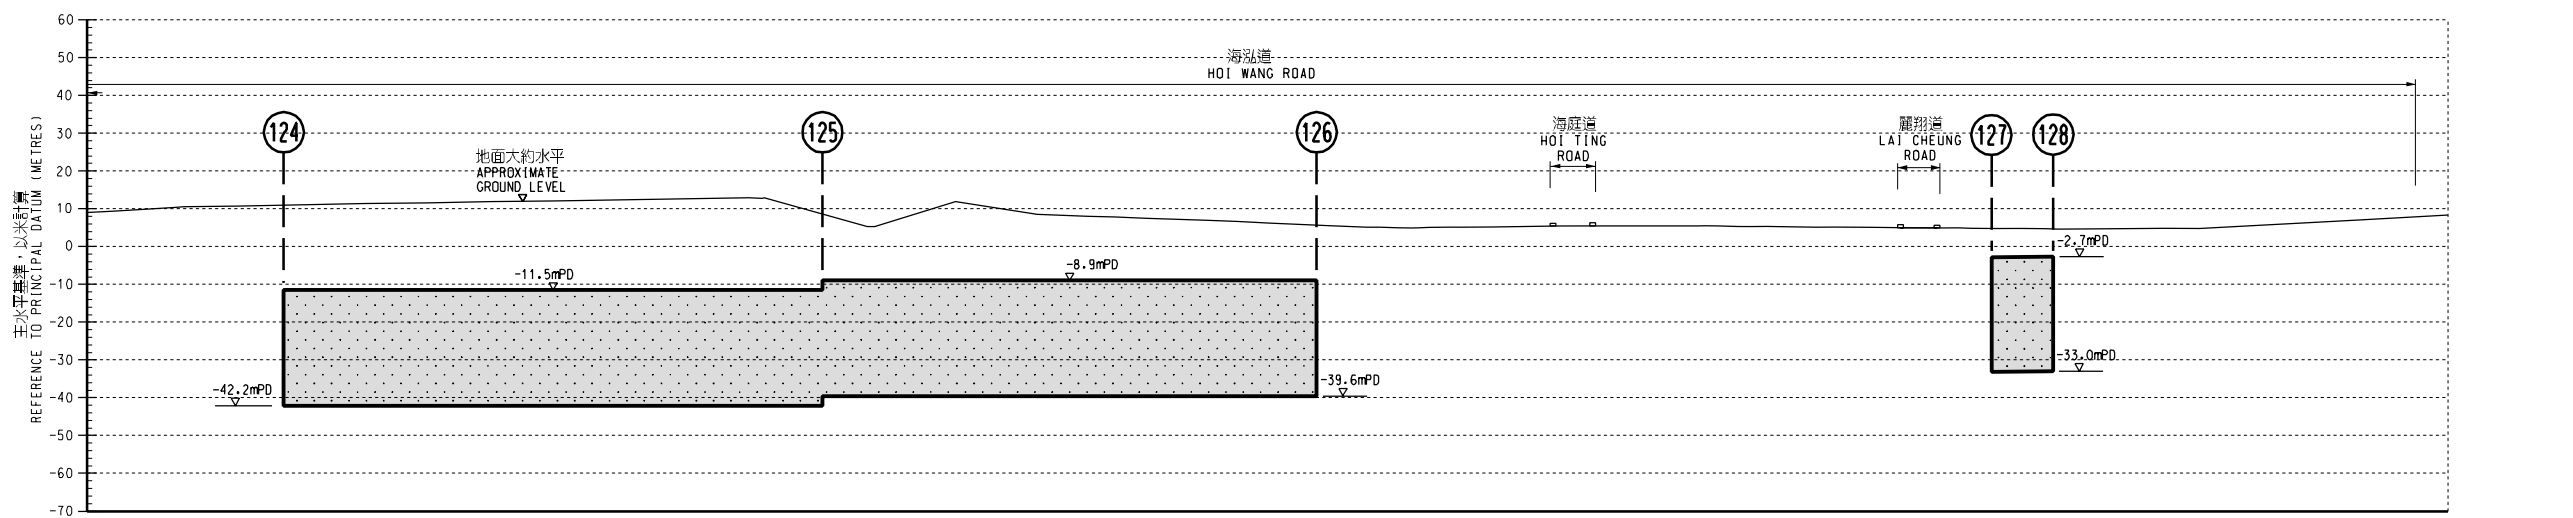 60
50
40
30
20
10
0
-10
-20
-30
-40
-50
-60
-70
主水平基準，以米計算
REFERENCE TO PRINCIPAL DATUM (METRES)
海泓道
HOI WANG ROAD
124
125
126
127
128
地面大約水平
APPROXIMATE
GROUND LEVEL
海庭道
HOI TING
ROAD
麗翔道
LAI CHEUNG
ROAD
-11.5mPD
-8.9mPD
-2.7mPD
-42.2mPD
-39.6mPD
-33.0mPD